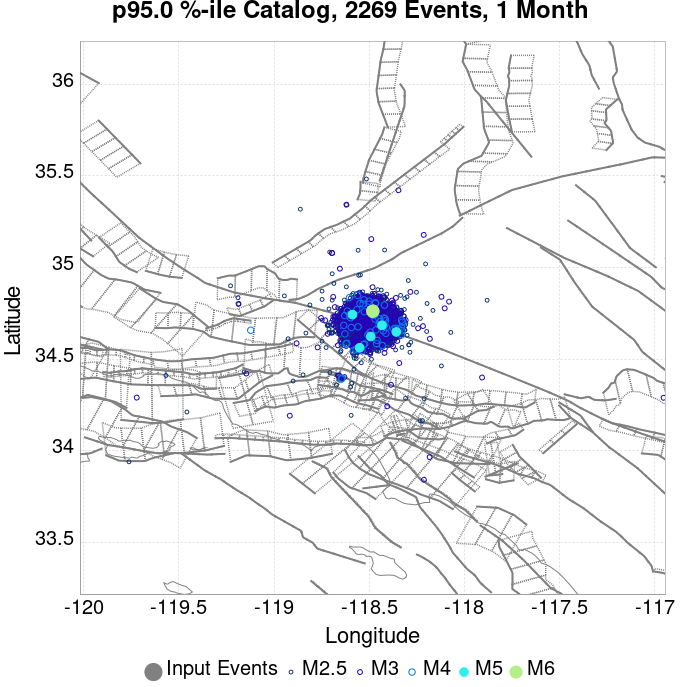 p95.0 %-ile Catalog, 2269 Events, 1 Month
36
35.5
35
34.5
34
33.5
Latitude
-120 -119.5 -119 -118.5 -118 -117.5 -117
Longitude
Input Events M2.5 M3 M4 M5 M6